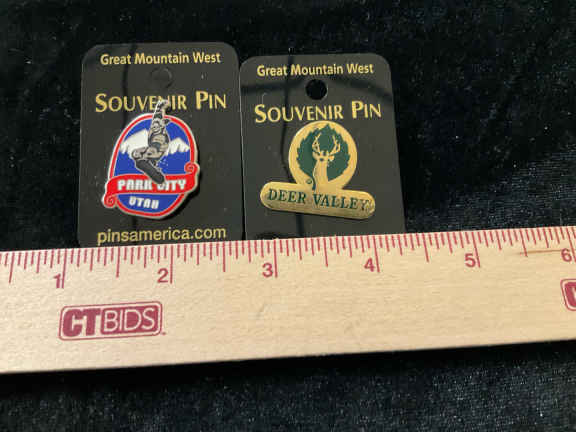 Great Mountain West
SOUVENIR PIN
PARK CITY
UTAH
pinsamerica.com
Great Mountain West
SOUVENIR PIN
DEER VALLEY
1 2 3 4 5 6
CTBIDS